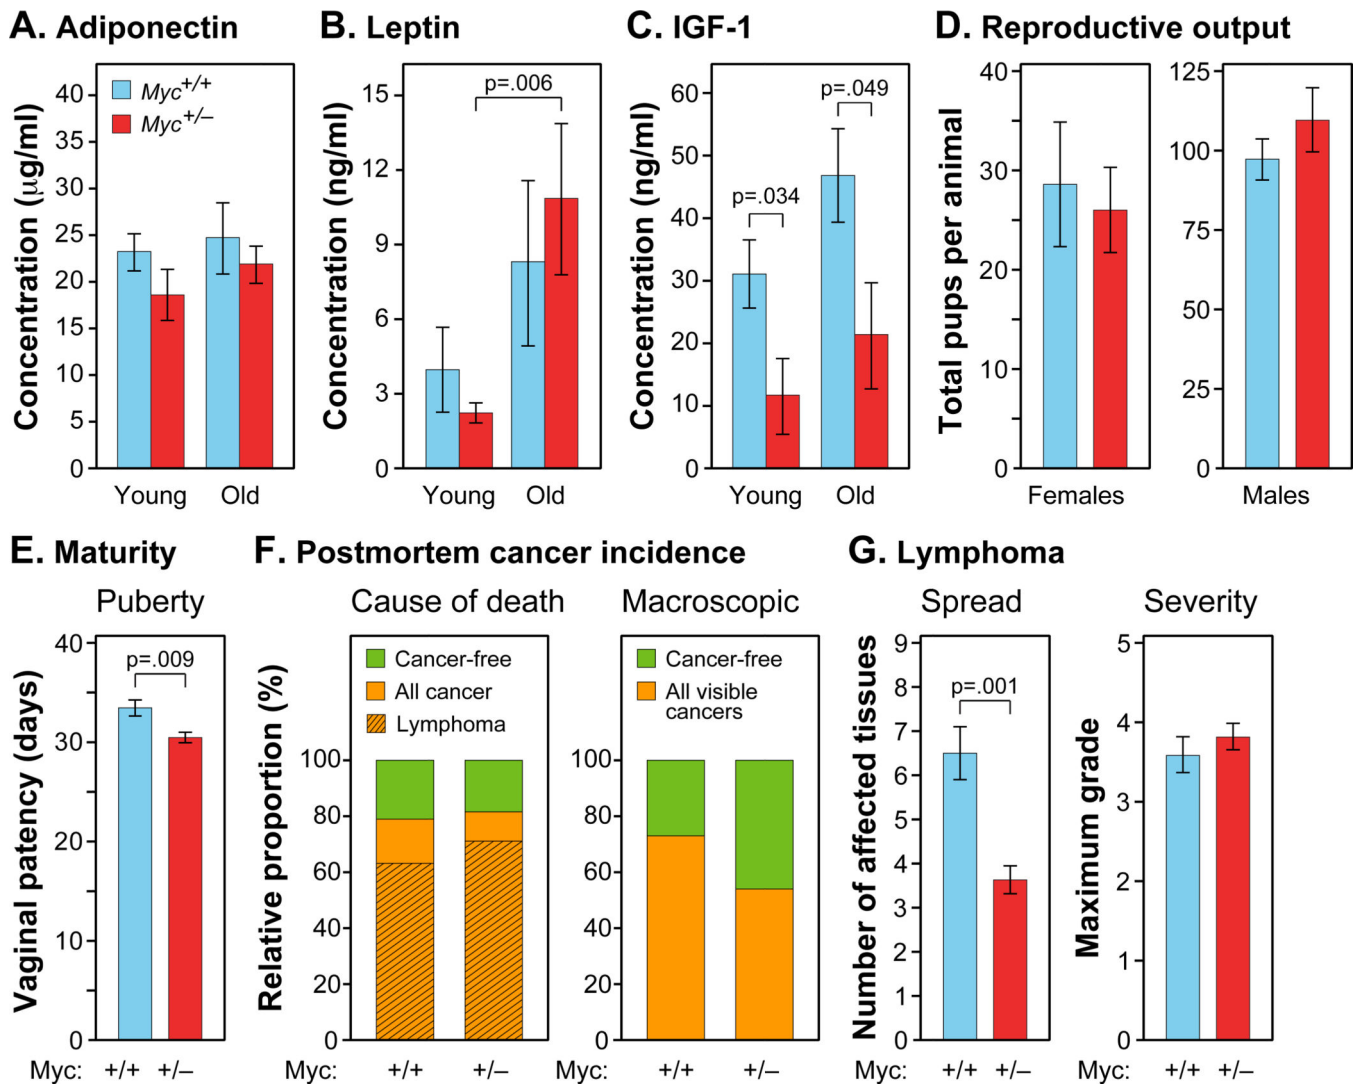 A. Adiponectin
Concentration (μg/ml)
40
35
30
25
20
15
10
5
0
Myc+/+
Myc+/–
Young Old
B. Leptin
Concentration (ng/ml)
15
12
9
6
3
0
p=.006
Young Old
C. IGF-1
Concentration (ng/ml)
60
50
40
30
20
10
0
p=.034
p=.049
Young Old
D. Reproductive output
Total pups per animal
40
30
20
10
0
Females
125
100
75
50
25
0
Males
E. Maturity
Puberty
Vaginal patency (days)
40
30
20
10
0
p=.009
Myc: +/+ +/–
F. Postmortem cancer incidence
Cause of death
Relative proportion (%)
Cancer-free
All cancer
Lymphoma
100
80
60
40
20
0
Myc: +/+ +/–
Macroscopic
Cancer-free
All visible
cancers
100
80
60
40
20
0
Myc: +/+ +/–
G. Lymphoma
Spread
Number of affected tissues
9
8
7
6
5
4
3
2
1
0
p=.001
Myc: +/+ +/–
Severity
Maximum grade
5
4
3
2
1
0
Myc: +/+ +/–